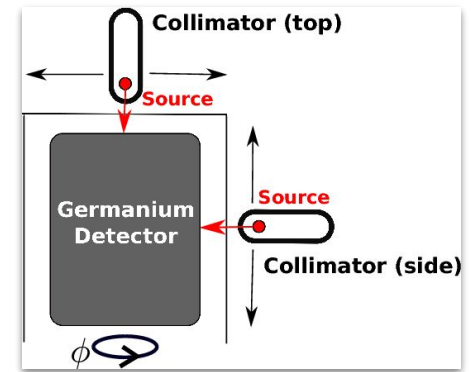 Collimator (top)
Source
Germanium
Detector
Source
Collimator (side)
ϕ